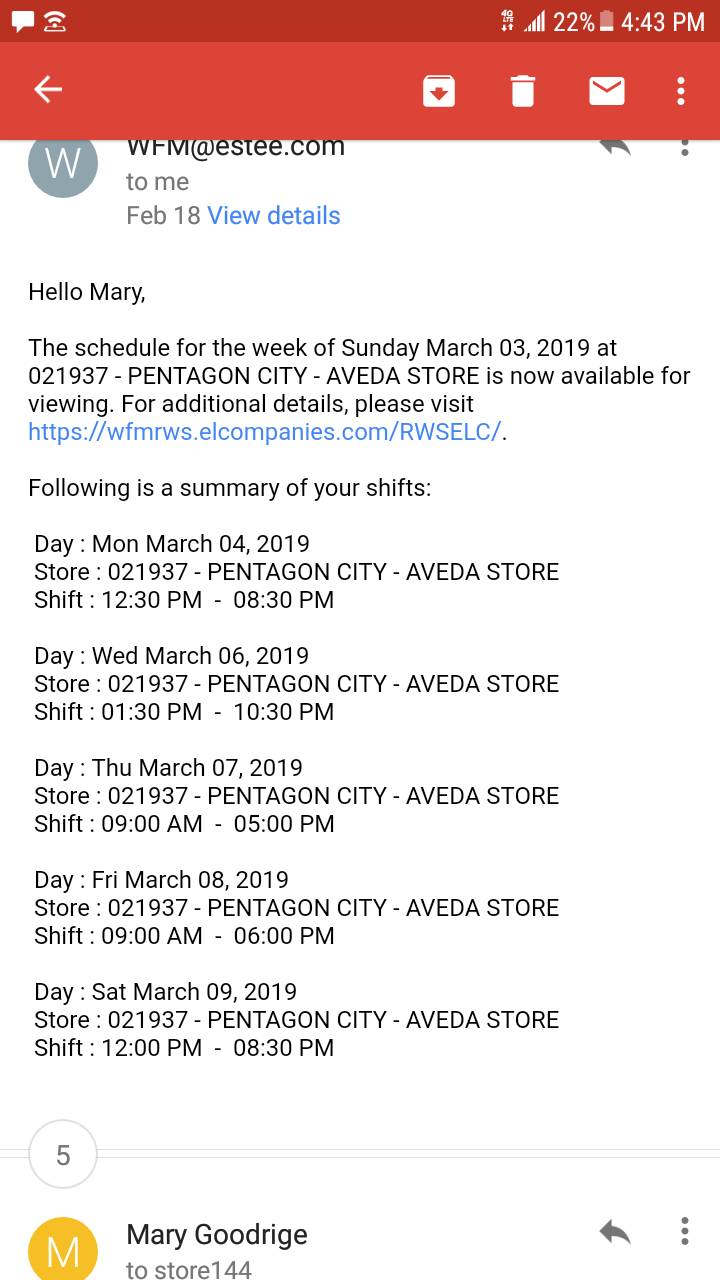 4G LTE 22% 4:43 PM
W WFM@estee.com
to me
Feb 18 View details
Hello Mary,
The schedule for the week of Sunday March 03, 2019 at
021937 - PENTAGON CITY - AVEDA STORE is now available for
viewing. For additional details, please visit
https://wfmrws.elcompanies.com/RWSELC/.
Following is a summary of your shifts:
Day : Mon March 04, 2019
Store : 021937 - PENTAGON CITY - AVEDA STORE
Shift : 12:30 PM - 08:30 PM
Day : Wed March 06, 2019
Store : 021937 - PENTAGON CITY - AVEDA STORE
Shift : 01:30 PM - 10:30 PM
Day : Thu March 07, 2019
Store : 021937 - PENTAGON CITY - AVEDA STORE
Shift : 09:00 AM - 05:00 PM
Day : Fri March 08, 2019
Store : 021937 - PENTAGON CITY - AVEDA STORE
Shift : 09:00 AM - 06:00 PM
Day : Sat March 09, 2019
Store : 021937 - PENTAGON CITY - AVEDA STORE
Shift : 12:00 PM - 08:30 PM
5
M Mary Goodrige
to store144